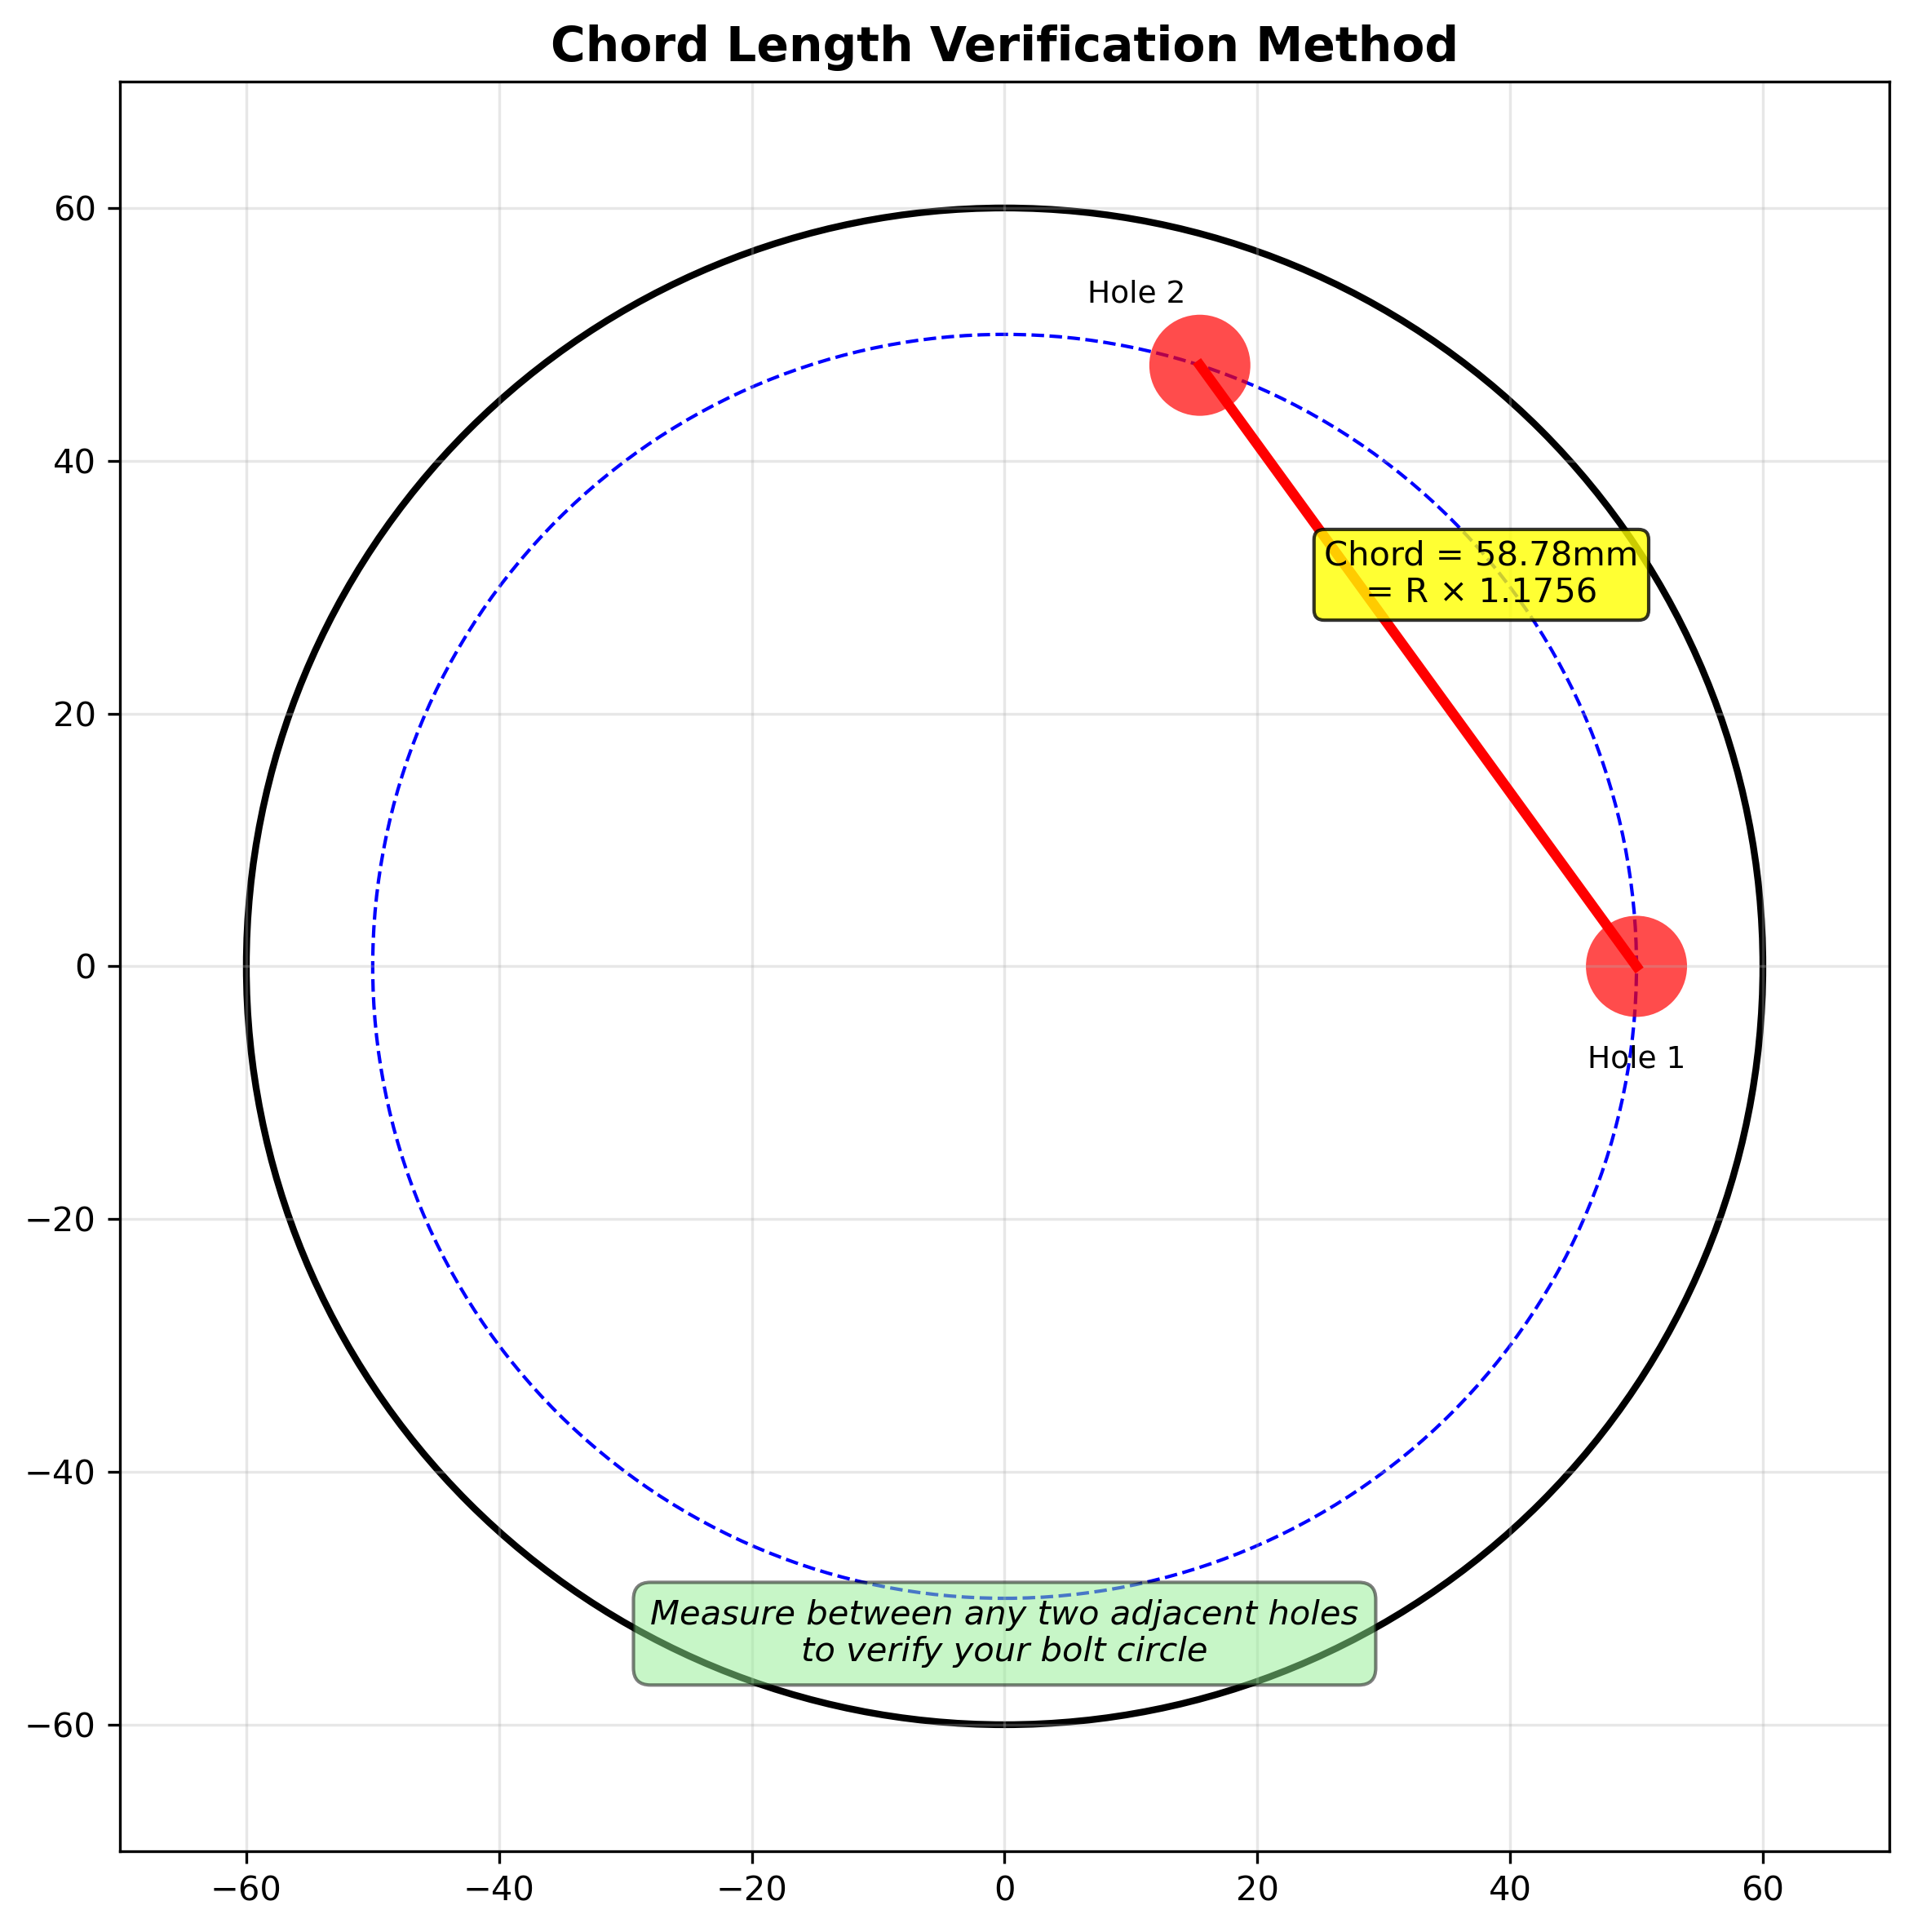 Chord Length Verification Method
60
40
20
0
−20
−40
−60
Hole 2
Chord = 58.78mm
= R × 1.1756
Hole 1
Measure between any two adjacent holes
to verify your bolt circle
−60 −40 −20 0 20 40 60